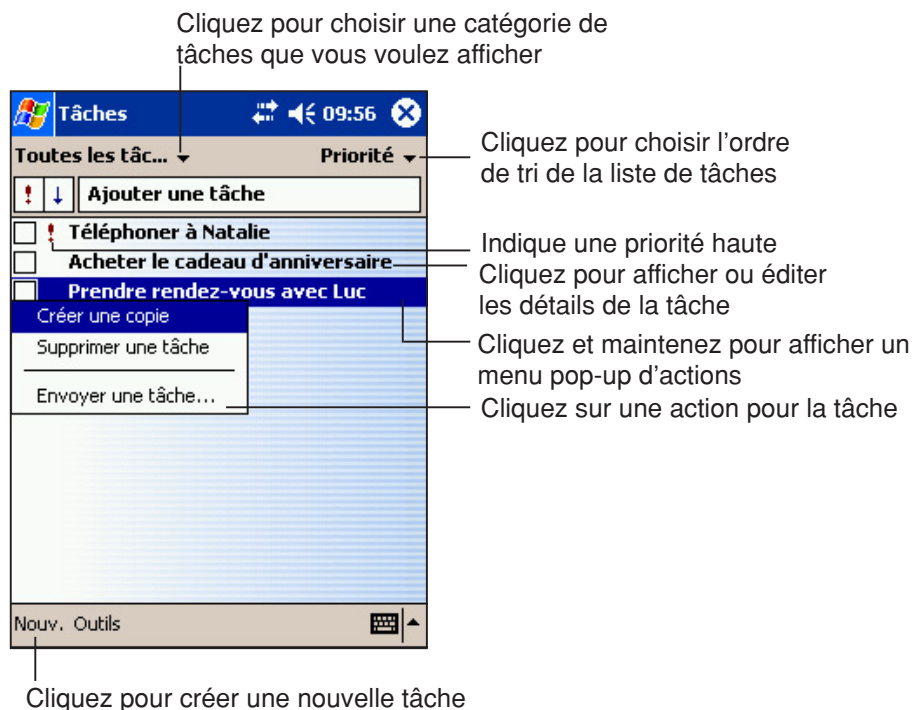 Cliquez pour choisir une catégorie de
tâches que vous voulez afficher
Tâches 09:56
Toutes les tâc... Priorité
Cliquez pour choisir l'ordre
de tri de la liste de tâches
! ↓ Ajouter une tâche
! Téléphoner à Natalie
Indique une priorité haute
Acheter le cadeau d'anniversaire
Cliquez pour afficher ou éditer
les détails de la tâche
Prendre rendez-vous avec Luc
Créer une copie
Supprimer une tâche
Envoyer une tâche...
Cliquez et maintenez pour afficher un
menu pop-up d'actions
Cliquez sur une action pour la tâche
Nouv. Outils
Cliquez pour créer une nouvelle tâche